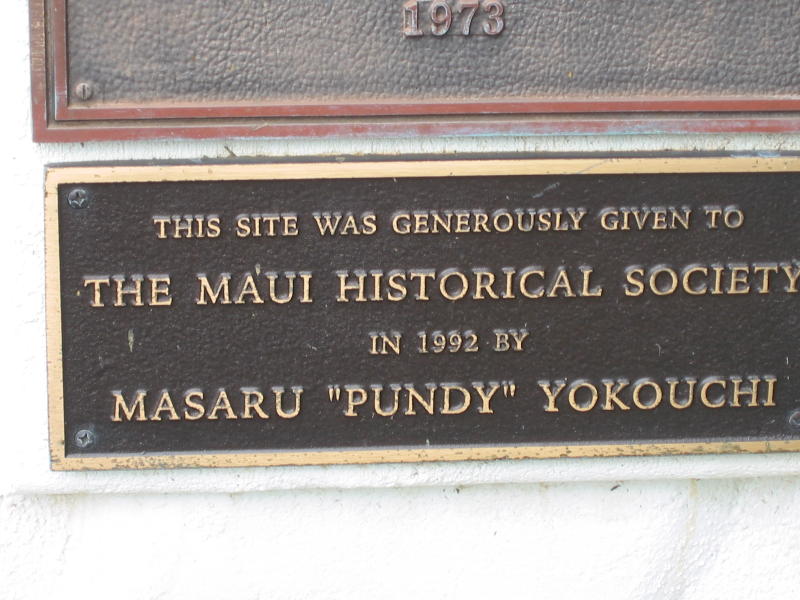 1973
THIS SITE WAS GENEROUSLY GIVEN TO
THE MAUI HISTORICAL SOCIETY
IN 1992 BY
MASARU "PUNDY" YOKOUCHI